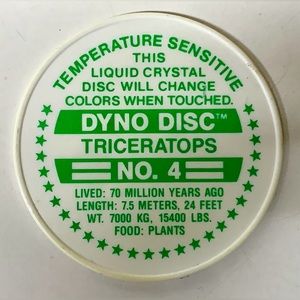 TEMPERATURE SENSITIVE
THIS
LIQUID CRYSTAL
DISC WILL CHANGE
COLORS WHEN TOUCHED.
DYNO DISC™
TRICERATOPS
NO. 4
LIVED: 70 MILLION YEARS AGO
LENGTH: 7.5 METERS, 24 FEET
WT. 7000 KG, 15400 LBS.
FOOD: PLANTS